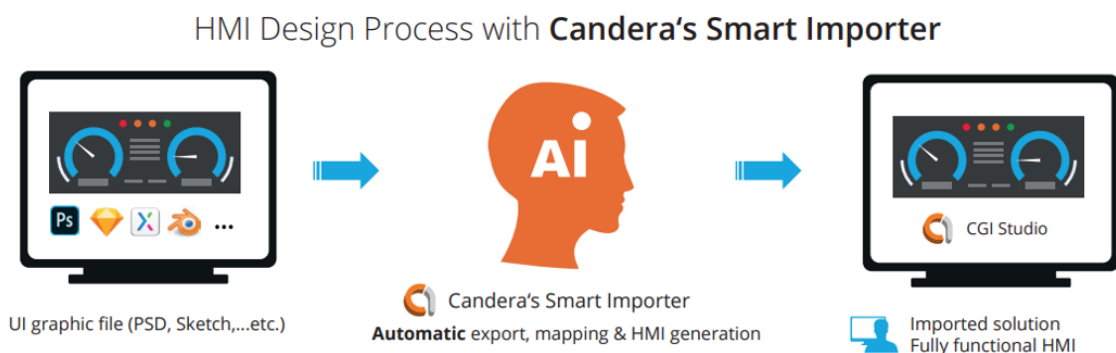 HMI Design Process with Candera‘s Smart Importer
Ps
...
AI
CGI Studio
UI graphic file (PSD, Sketch,...etc.)
Candera‘s Smart Importer
Automatic export, mapping & HMI generation
Imported solution
Fully functional HMI